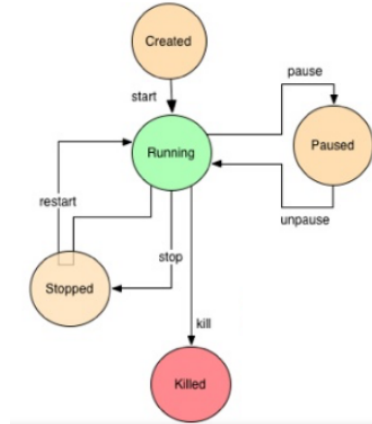 Created
start
pause
Running
Paused
restart
unpause
stop
Stopped
kill
Killed